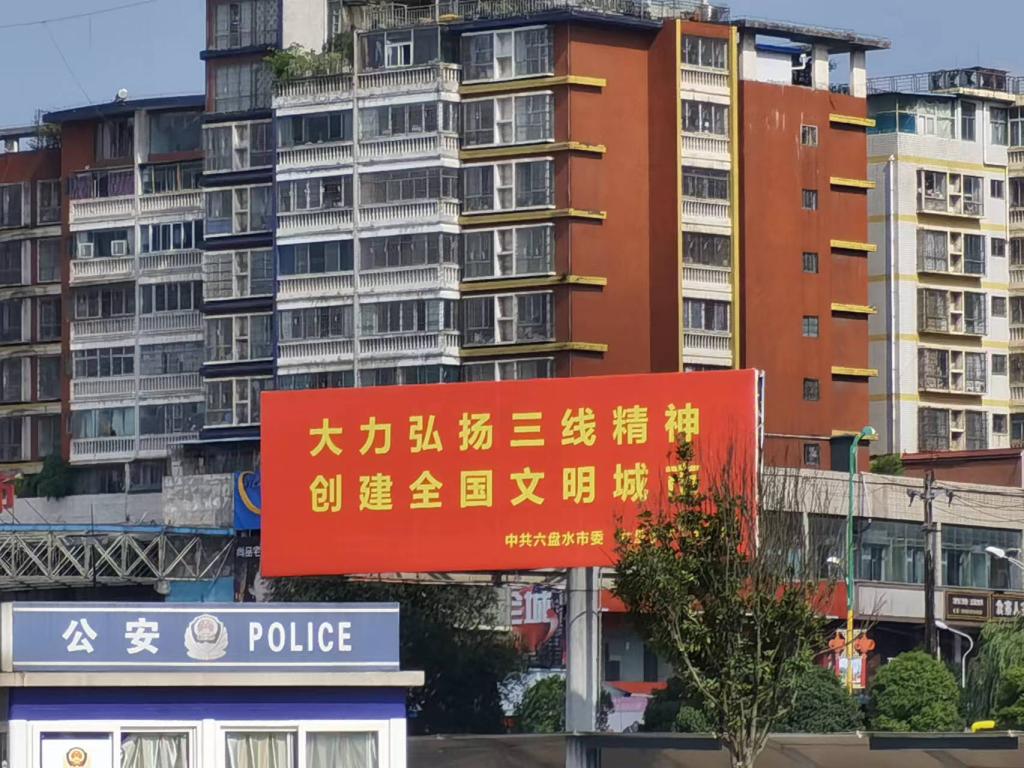 大力弘扬三线精神
创建全国文明城市
中共六盘水市委
公安 POLICE